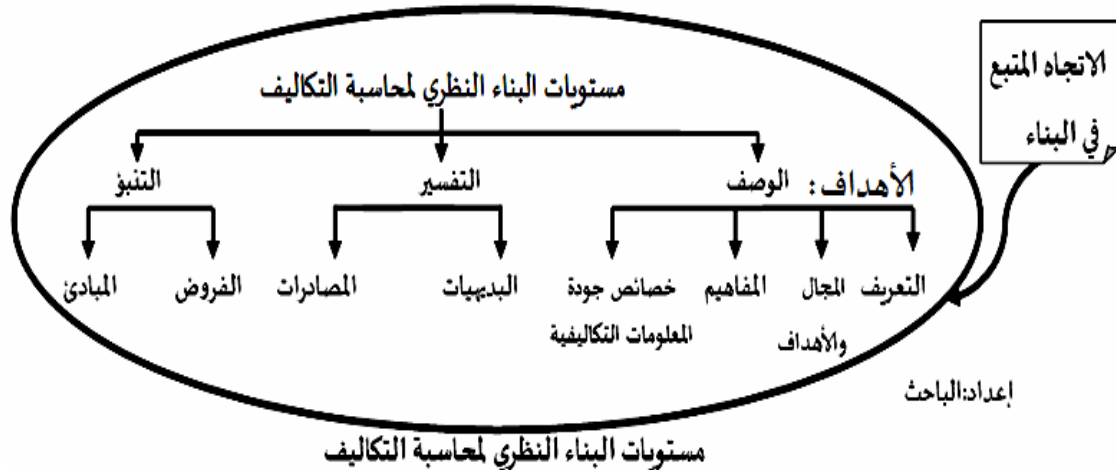 الاتجاه المتبع
في البناء
مستويات البناء النظري لمحاسبة التكاليف
الأهداف: الوصف التفسير التنبؤ
التعريف المجال المفاهيم خصائص جودة البديهيات المصادرات الفروض المبادئ
والأهداف المعلومات التكاليفية
إعداد:الباحث
مستويات البناء النظري لمحاسبة التكاليف